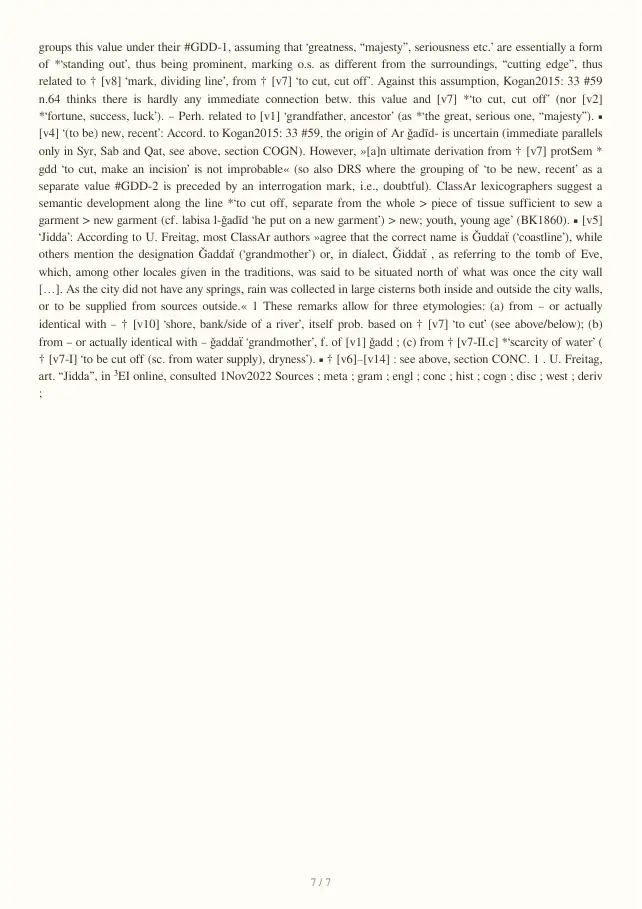 groups this value under their #GDD-1, assuming that ‘greatness, “majesty”, seriousness etc.’ are essentially a form
of *‘standing out’, thus being prominent, marking o.s. as different from the surroundings, “cutting ed”, thus
related to † [v8] ‘mark, dividing line’, from † [v7] ‘to cut, cut off’. Against this assumption, Kogan2015: 33 #59
n.64 thinks there is hardly any immediate connection betw. this value and [v7] *‘to cut, cut off’ (nor [v2]
*‘fortune, success, luck’). – Perh. related to [v1] ‘grandfather, ancestor’ (as *‘the great, serious one, “majesty”). ▪
[v4] ‘(to be) new, recent’: Accord. to Kogan2015: 33 #59, the origin of Ar ǧadīd- is uncertain (immediate parallels
only in Syr, Sab and Qat, see above, section COGN). However, »[a]n ultimate derivation from † [v7] protSem *
gdd ‘to cut, make an incision’ is not improbable« (so also DRS where the grouping of ‘to be new, recent’ as a
separate value #GDD-2 is preceded by an interrogation mark, i.e., doubtful). ClassAr lexicographers suggest a
semantic development along the line *‘to cut off, separate from the whole > piece of tissue sufficient to sew a
garment > new garment (cf. labisa l-ǧadīd ‘he put on a new garment’) > new; youth, young age’ (BK1860). ▪ [v5]
‘Jidda’: According to U. Freitag, most ClassAr authors »agree that the correct name is Ǧuddaẗ (‘coastline’), while
others mention the designation Ǧaddaẗ (‘grandmother’) or, in dialect, Ǧiddaẗ , as referring to the tomb of Eve,
which, among other locales given in the traditions, was said to be situated north of what was once the city wall
[…]. As the city did not have any springs, rain was collected in large cisterns both inside and outside the city walls,
or to be supplied from sources outside.« 1 These remarks allow for three etymologies: (a) from – or actually
identical with – † [v10] ‘shore, bank/side of a river’, itself prob. based on † [v7] ‘to cut’ (see above/below); (b)
from – or actually identical with – ǧaddaẗ ‘grandmother’, f. of [v1] ǧadd ; (c) from † [v7-II.c] *‘scarcity of water’ (
† [v7-I] ‘to be cut off (sc. from water supply), dryness’). ▪ † [v6]–[v14] : see above, section CONC. 1 . U. Freitag,
art. “Jidda”, in ³EI online, consulted 1Nov2022 Sources ; meta ; gram ; engl ; conc ; hist ; cogn ; disc ; west ; deriv
;
7 / 7